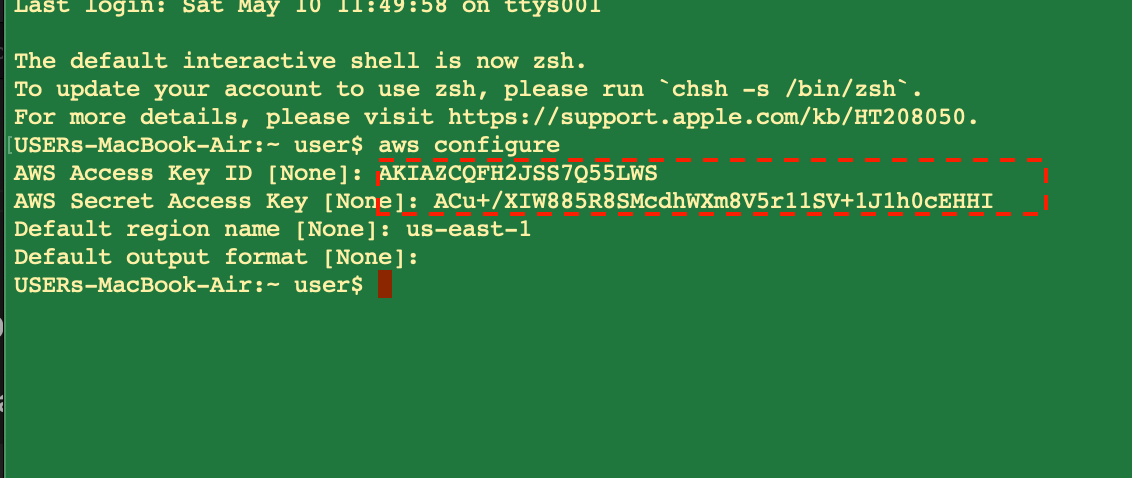 Last login: Sat May 10 11:49:58 on ttys001
The default interactive shell is now zsh.
To update your account to use zsh, please run `chsh -s /bin/zsh`.
For more details, please visit https://support.apple.com/kb/HT208050.
[USERs-MacBook-Air:~ user$ aws configure
AWS Access Key ID [None]: AKIAZCQFH2JSS7Q55LWS
AWS Secret Access Key [None]: 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
Default region name [None]: us-east-1
Default output format [None]:
USERs-MacBook-Air:~ user$